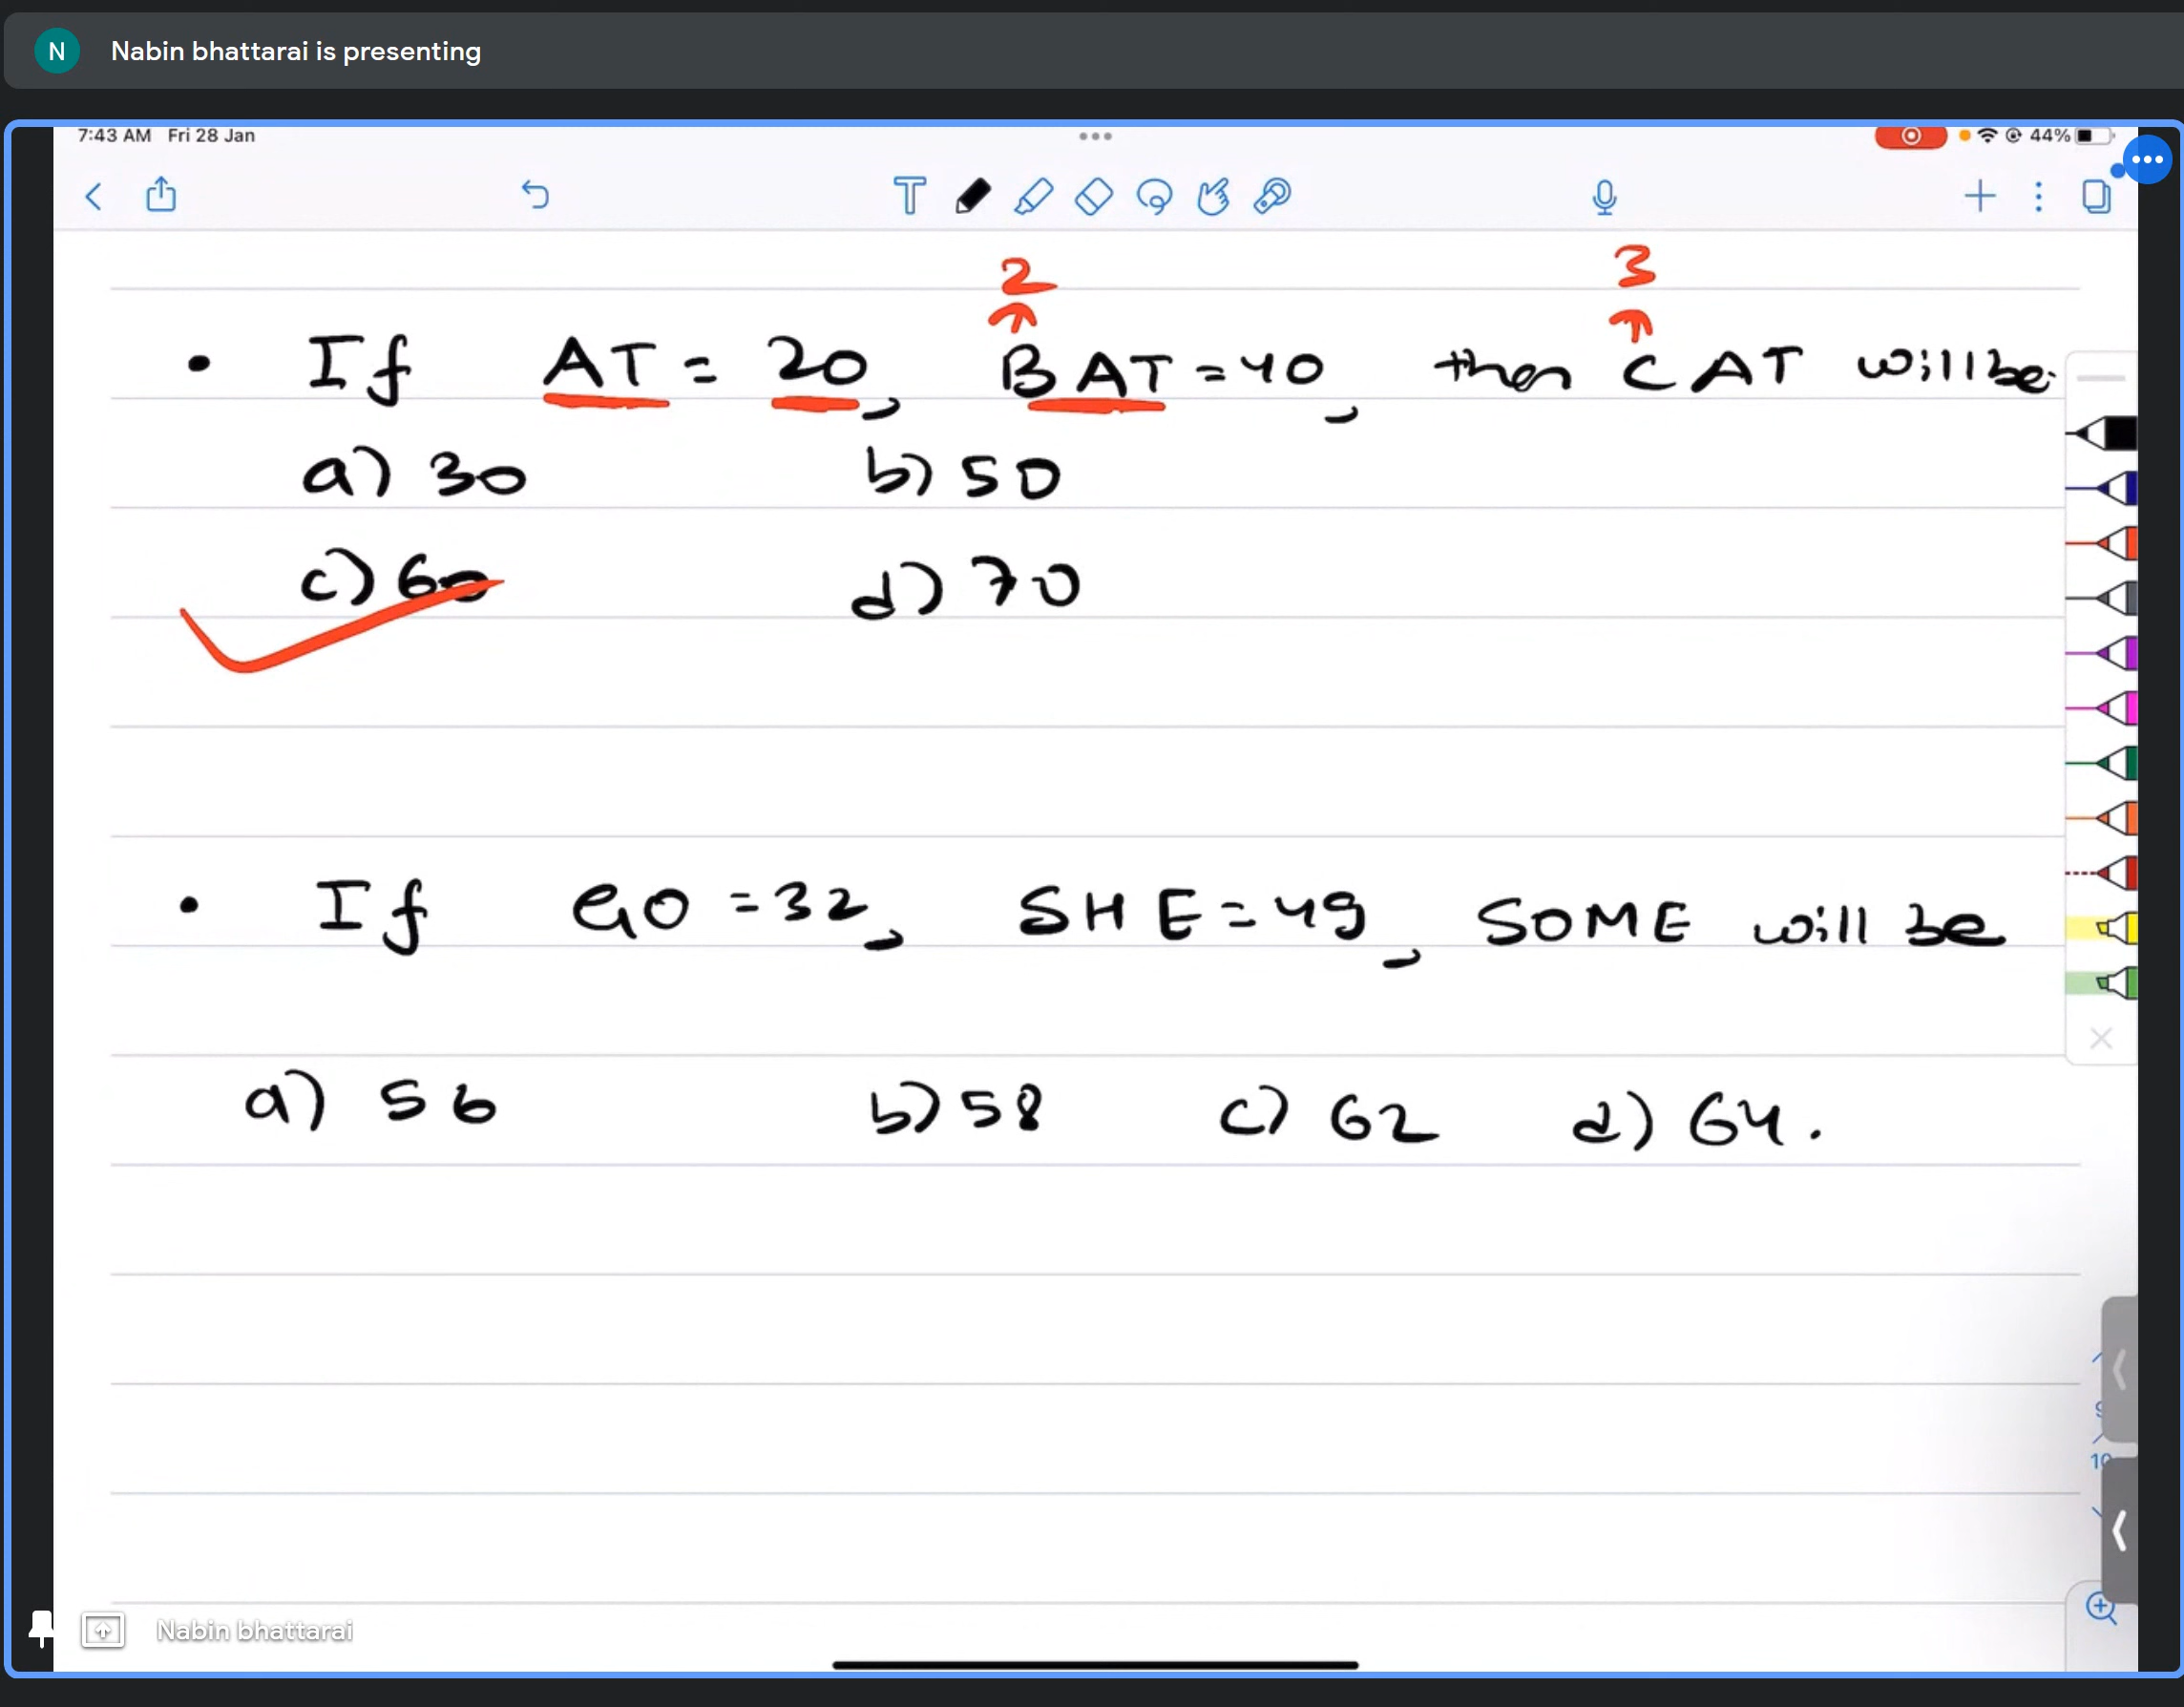 N Nabin bhattarai is presenting
7:43 AM Fri 28 Jan
44%
2 3
• If AT = 20, BAT = 40, then CAT will be
a) 30 b) 50
c) 60 d) 70
• If GO = 32, SHE = 49, SOME will be
a) 56 b) 58 c) 62 d) 64.
9
10
Nabin bhattarai